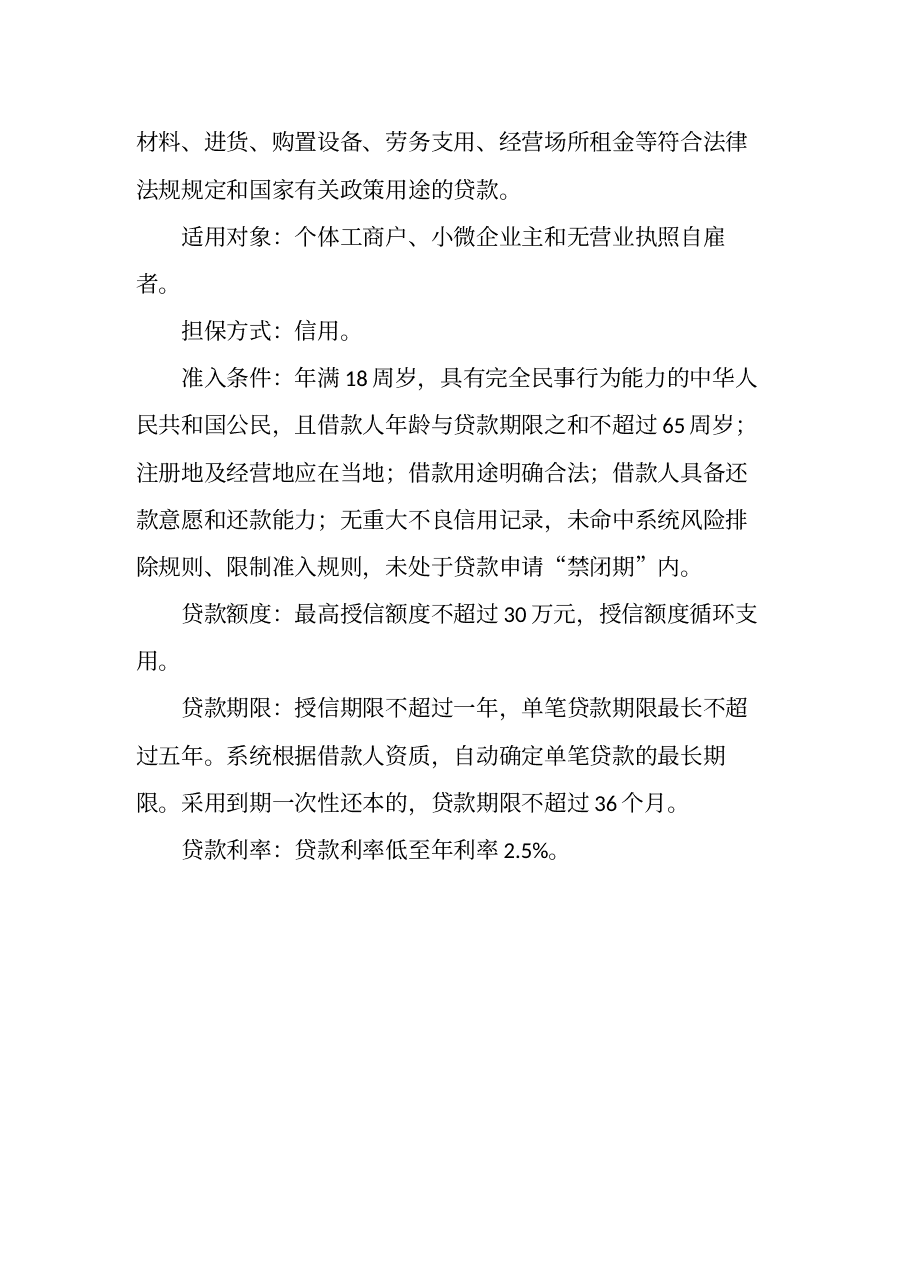 材料、进货、购置设备、劳务支用、经营场所租金等符合法律
法规规定和国家有关政策用途的贷款。
适用对象：个体工商户、小微企业主和无营业执照自雇
者。
担保方式：信用。
准入条件：年满 18 周岁，具有完全民事行为能力的中华人
民共和国公民，且借款人年龄与贷款期限之和不超过 65 周岁；
注册地及经营地应在当地；借款用途明确合法；借款人具备还
款意愿和还款能力；无重大不良信用记录，未命中系统风险排
除规则、限制准入规则，未处于贷款申请“禁闭期”内。
贷款额度：最高授信额度不超过 30 万元，授信额度循环支
用。
贷款期限：授信期限不超过一年，单笔贷款期限最长不超
过五年。系统根据借款人资质，自动确定单笔贷款的最长期
限。采用到期一次性还本的，贷款期限不超过 36 个月。
贷款利率：贷款利率低至年利率 2.5%。